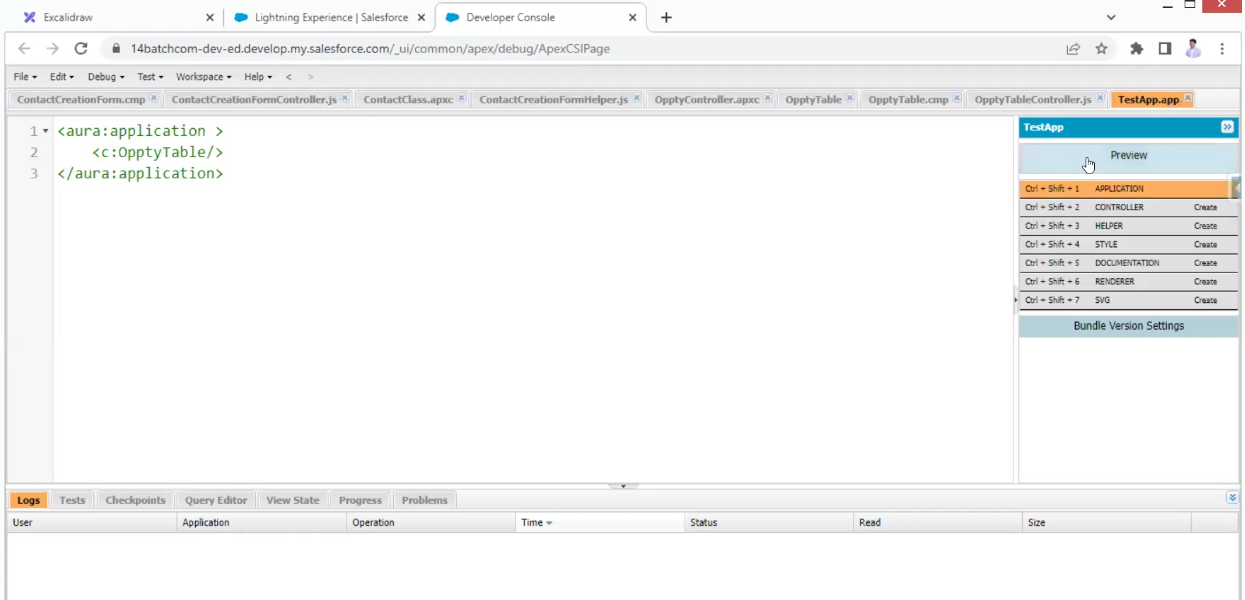 Excalidraw
Lightning Experience | Salesforce
Developer Console
14batchcom-dev-ed.develop.my.salesforce.com/_ui/common/apex/debug/ApexCSIPage
File Edit Debug Test Workspace Help < >
ContactCreationForm.cmp ContactCreationFormController.js ContactClass.apxc ContactCreationFormHelper.js OpptyController.apxc OpptyTable OpptyTable.cmp OpptyTableController.js TestApp.app
1 <aura:application >
2 <c:OpptyTable/>
3 </aura:application>
TestApp
Preview
Ctrl + Shift + 1 APPLICATION
Ctrl + Shift + 2 CONTROLLER Create
Ctrl + Shift + 3 HELPER Create
Ctrl + Shift + 4 STYLE Create
Ctrl + Shift + 5 DOCUMENTATION Create
Ctrl + Shift + 6 RENDERER Create
Ctrl + Shift + 7 SVG Create
Bundle Version Settings
Logs Tests Checkpoints Query Editor View State Progress Problems
User Application Operation Time Status Read Size